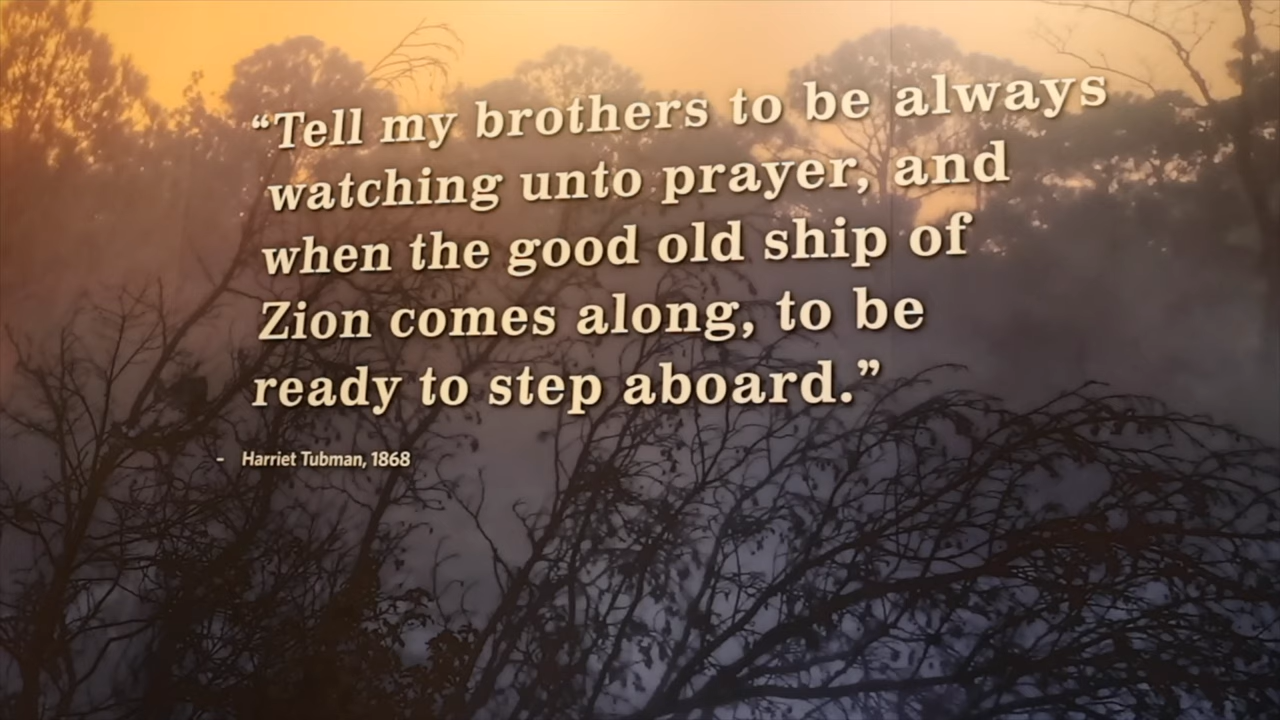 “Tell my brothers to be always
watching unto prayer, and
when the good old ship of
Zion comes along, to be
ready to step aboard.”
- Harriet Tubman, 1868